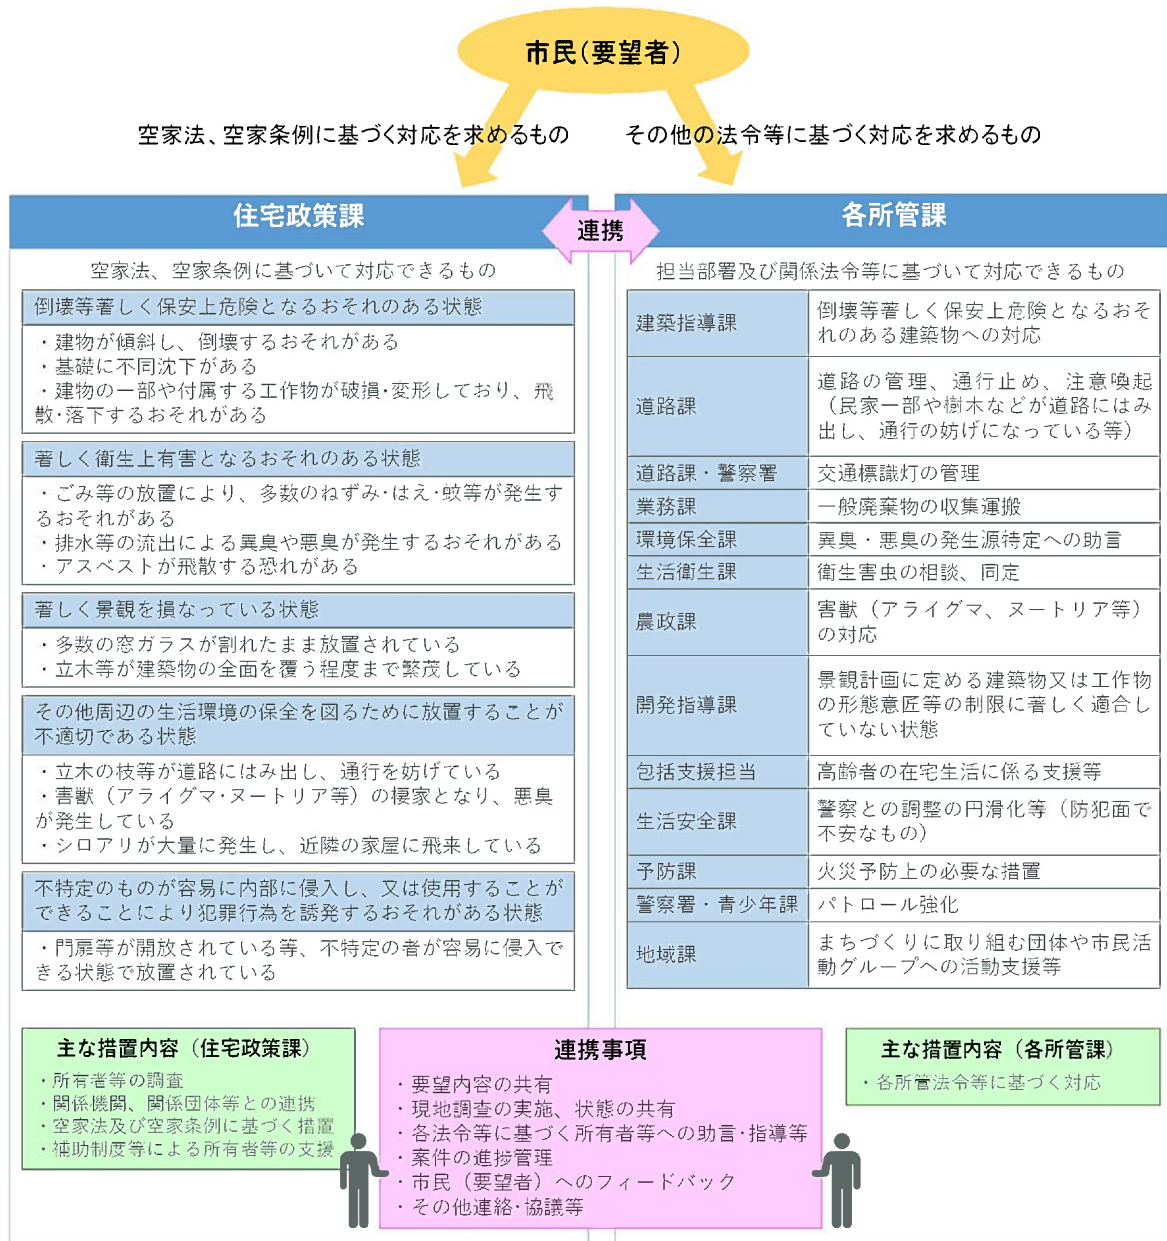 市民（要望者）
空家法、空家条例に基づく対応を求めるもの
その他の法令等に基づく対応を求めるもの
住宅政策課
連携
各所管課
空家法、空家条例に基づいて対応できるもの
倒壊等著しく保安上危険となるおそれのある状態
・建物が傾斜し、倒壊するおそれがある
・基礎に不同沈下がある
・建物の一部や付属する工作物が破損･変形しており、飛
散･落下するおそれがある
著しく衛生上有害となるおそれのある状態
・ごみ等の放置により、多数のねずみ･はえ･蚊等が発生す
るおそれがある
・排水等の流出による異臭や悪臭が発生するおそれがある
・アスベストが飛散する恐れがある
著しく景観を損なっている状態
・多数の窓ガラスが割れたまま放置されている
・立木等が建築物の全面を覆う程度まで繁茂している
その他周辺の生活環境の保全を図るために放置することが
不適切である状態
・立木の枝等が道路にはみ出し、通行を妨げている
・害獣（アライグマ･ヌートリア等）の棲家となり、悪臭
が発生している
・シロアリが大量に発生し、近隣の家屋に飛来している
不特定のものが容易に内部に侵入し、又は使用することが
できることにより犯罪行為を誘発するおそれがある状態
・門扉等が開放されている等、不特定の者が容易に侵入で
きる状態で放置されている
担当部署及び関係法令等に基づいて対応できるもの
建築指導課
倒壊等著しく保安上危険となるおそ
れのある建築物への対応
道路課
道路の管理、通行止め、注意喚起
（民家一部や樹木などが道路にはみ
出し、通行の妨げになっている等）
道路課・警察署
交通標識灯の管理
業務課
一般廃棄物の収集運搬
環境保全課
異臭・悪臭の発生源特定への助言
生活衛生課
衛生害虫の相談、同定
農政課
害獣（アライグマ、ヌートリア等）
の対応
開発指導課
景観計画に定める建築物又は工作物
の形態意匠等の制限に著しく適合し
ていない状態
包括支援担当
高齢者の在宅生活に係る支援等
生活安全課
警察との調整の円滑化等（防犯面で
不安なもの）
予防課
火災予防上の必要な措置
警察署・青少年課
パトロール強化
地域課
まちづくりに取り組む団体や市民活
動グループへの活動支援等
主な措置内容（住宅政策課）
・所有者等の調査
・関係機関、関係団体等との連携
・空家法及び空家条例に基づく措置
・補助制度等による所有者等の支援
連携事項
・要望内容の共有
・現地調査の実施、状態の共有
・各法令等に基づく所有者等への助言･指導等
・案件の進捗管理
・市民（要望者）へのフィードバック
・その他連絡･協議等
主な措置内容（各所管課）
・各所管法令等に基づく対応